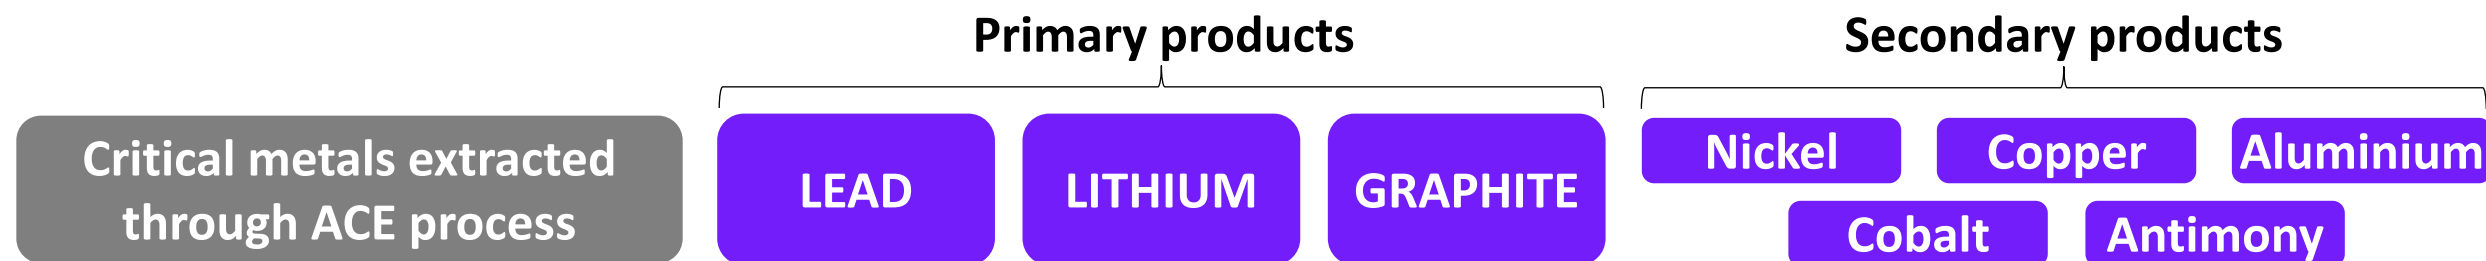 Primary products
Secondary products
Critical metals extracted
through ACE process
LEAD
LITHIUM
GRAPHITE
Nickel
Copper
Aluminium
Cobalt
Antimony